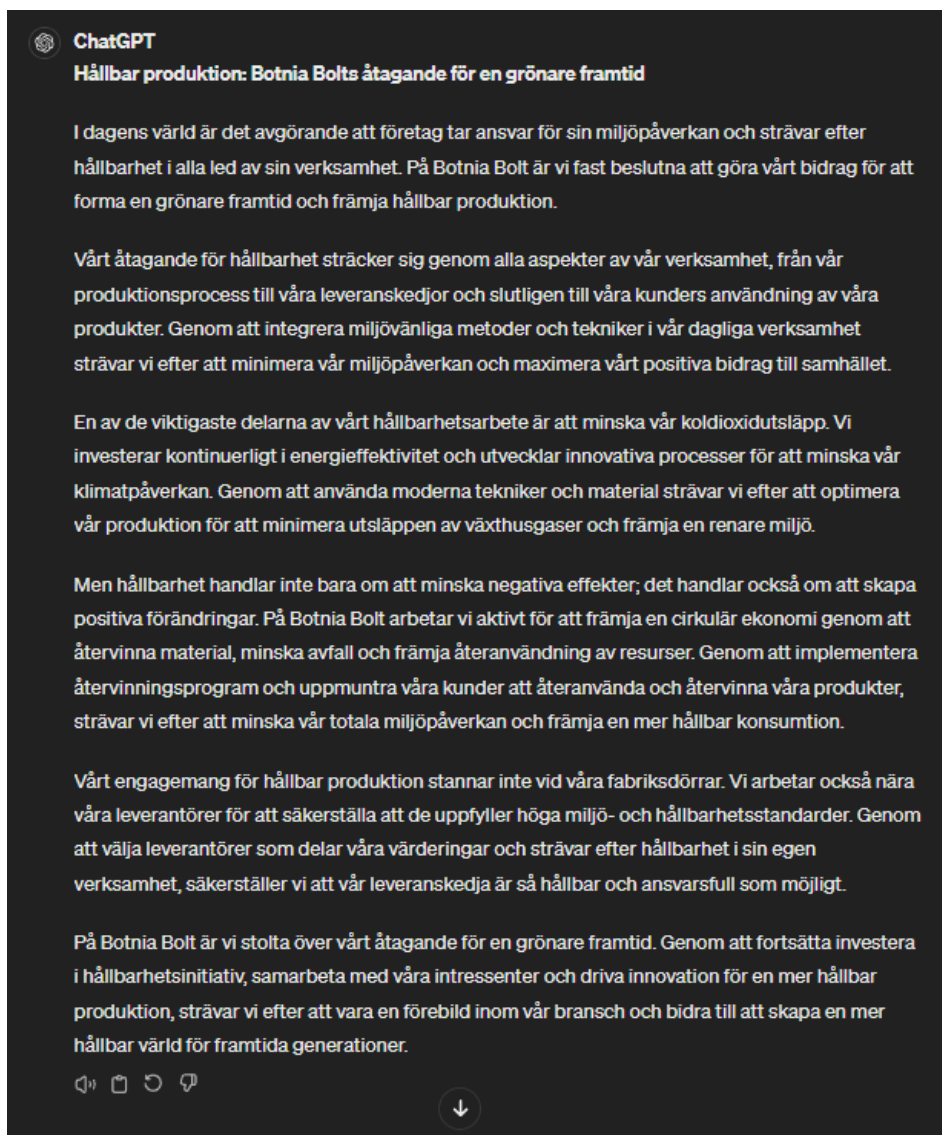 ChatGPT
Hållbar produktion: Botnia Bolts åtagande för en grönare framtid
I dagens värld är det avgörande att företag tar ansvar för sin miljöpåverkan och strävar efter
hållbarhet i alla led av sin verksamhet. På Botnia Bolt är vi fast beslutna att göra vårt bidrag för att
forma en grönare framtid och främja hållbar produktion.
Vårt åtagande för hållbarhet sträcker sig genom alla aspekter av vår verksamhet, från vår
produktionsprocess till våra leveranskedjor och slutligen till våra kunders användning av våra
produkter. Genom att integrera miljövänliga metoder och tekniker i vår dagliga verksamhet
strävar vi efter att minimera vår miljöpåverkan och maximera vårt positiva bidrag till samhället.
En av de viktigaste delarna av vårt hållbarhetsarbete är att minska vår koldioxidutsläpp. Vi
investerar kontinuerligt i energieffektivitet och utvecklar innovativa processer för att minska vår
klimatpåverkan. Genom att använda moderna tekniker och material strävar vi efter att optimera
vår produktion för att minimera utsläppen av växthusgaser och främja en renare miljö.
Men hållbarhet handlar inte bara om att minska negativa effekter; det handlar också om att skapa
positiva förändringar. På Botnia Bolt arbetar vi aktivt för att främja en cirkulär ekonomi genom att
återvinna material, minska avfall och främja återanvändning av resurser. Genom att implementera
återvinningsprogram och uppmuntra våra kunder att återanvända och återvinna våra produkter,
strävar vi efter att minska vår totala miljöpåverkan och främja en mer hållbar konsumtion.
Vårt engagemang för hållbar produktion stannar inte vid våra fabriksdörrar. Vi arbetar också nära
våra leverantörer för att säkerställa att de uppfyller höga miljö- och hållbarhetsstandarder. Genom
att välja leverantörer som delar våra värderingar och strävar efter hållbarhet i sin egen
verksamhet, säkerställer vi att vår leveranskedja är så hållbar och ansvarsfull som möjligt.
På Botnia Bolt är vi stolta över vårt åtagande för en grönare framtid. Genom att fortsätta investera
i hållbarhetsinitiativ, samarbeta med våra intressenter och driva innovation för en mer hållbar
produktion, strävar vi efter att vara en förebild inom vår bransch och bidra till att skapa en mer
hållbar värld för framtida generationer.